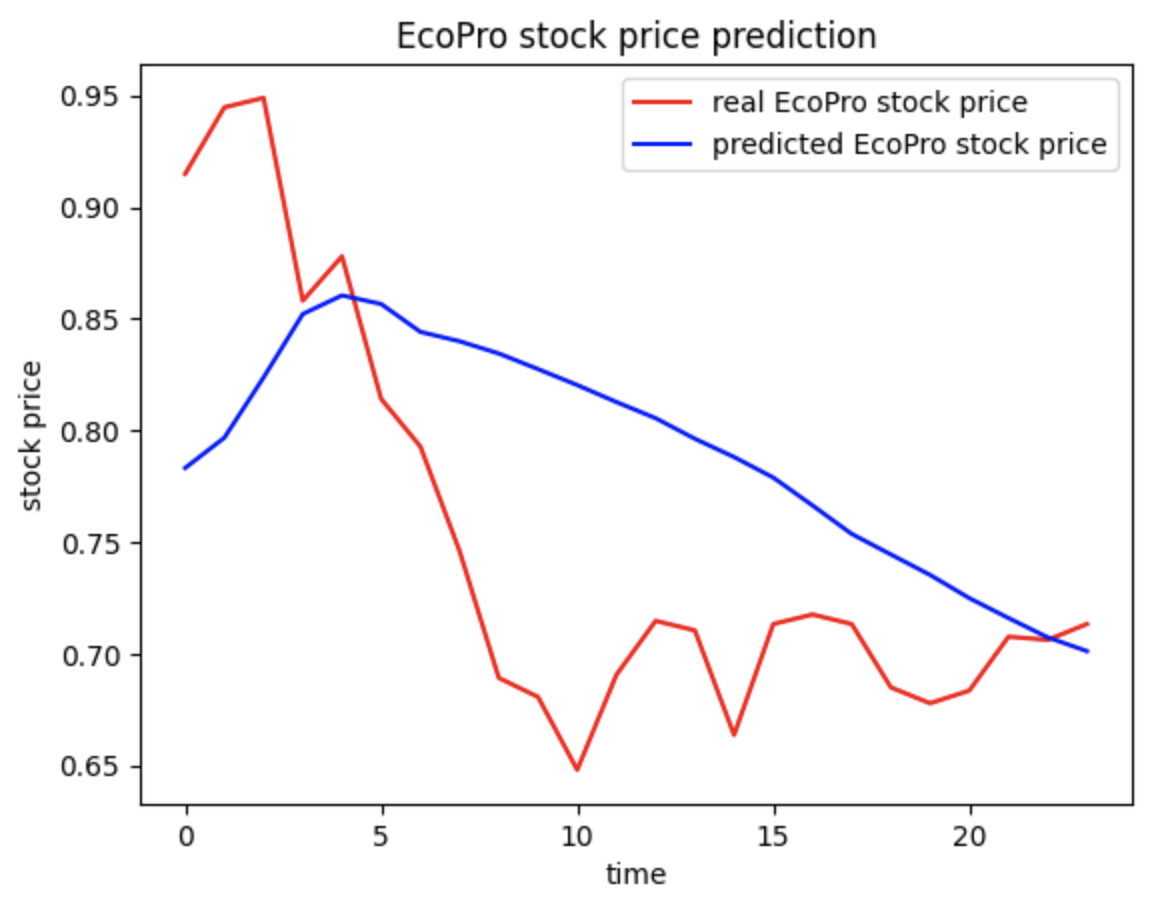 EcoPro stock price prediction
real EcoPro stock price
predicted EcoPro stock price
stock price
0.95
0.90
0.85
0.80
0.75
0.70
0.65
0 5 10 15 20
time